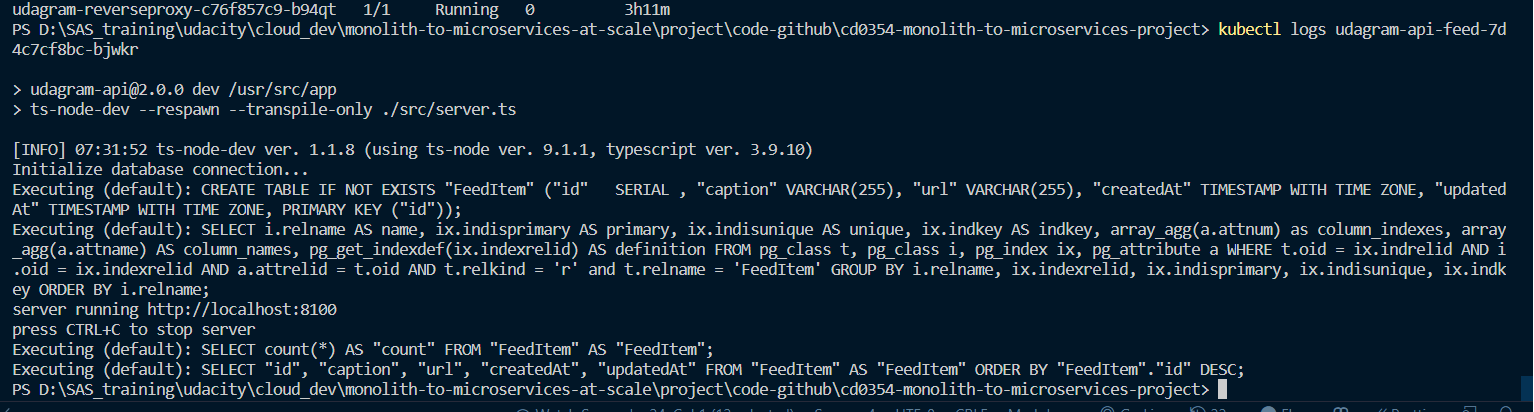 udagram-reverseproxy-c76f857c9-b94qt   1/1     Running   0          3h11m
PS D:\SAS_training\udacity\cloud_dev\monolith-to-microservices-at-scale\project\code-github\cd0354-monolith-to-microservices-project> kubectl logs udagram-api-feed-7d
4c7cf8bc-bjwkr
> udagram-api@2.0.0 dev /usr/src/app
> ts-node-dev --respawn --transpile-only ./src/server.ts
[INFO] 07:31:52 ts-node-dev ver. 1.1.8 (using ts-node ver. 9.1.1, typescript ver. 3.9.10)
Initialize database connection...
Executing (default): CREATE TABLE IF NOT EXISTS "FeedItem" ("id"   SERIAL , "caption" VARCHAR(255), "url" VARCHAR(255), "createdAt" TIMESTAMP WITH TIME ZONE, "updated
At" TIMESTAMP WITH TIME ZONE, PRIMARY KEY ("id"));
Executing (default): SELECT i.relname AS name, ix.indisprimary AS primary, ix.indisunique AS unique, ix.indkey AS indkey, array_agg(a.attnum) as column_indexes, array
_agg(a.attname) AS column_names, pg_get_indexdef(ix.indexrelid) AS definition FROM pg_class t, pg_class i, pg_index ix, pg_attribute a WHERE t.oid = ix.indrelid AND i
.oid = ix.indexrelid AND a.attrelid = t.oid AND t.relkind = 'r' and t.relname = 'FeedItem' GROUP BY i.relname, ix.indexrelid, ix.indisprimary, ix.indisunique, ix.indk
ey ORDER BY i.relname;
server running http://localhost:8100
press CTRL+C to stop server
Executing (default): SELECT count(*) AS "count" FROM "FeedItem" AS "FeedItem";
Executing (default): SELECT "id", "caption", "url", "createdAt", "updatedAt" FROM "FeedItem" AS "FeedItem" ORDER BY "FeedItem"."id" DESC;
PS D:\SAS_training\udacity\cloud_dev\monolith-to-microservices-at-scale\project\code-github\cd0354-monolith-to-microservices-project>